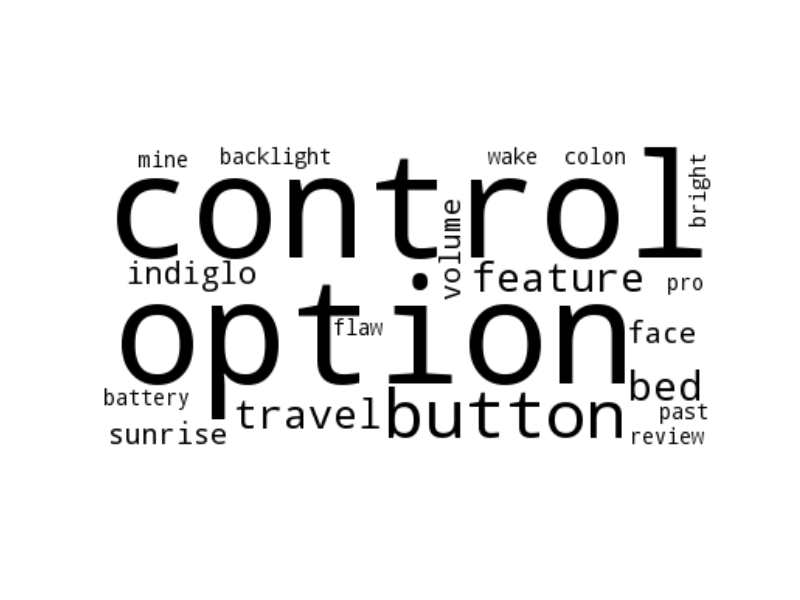 mine backlight wake colon
control
bright
volume
indiglo feature pro
option
flaw
face
battery
bed
travel button
past
sunrise
review